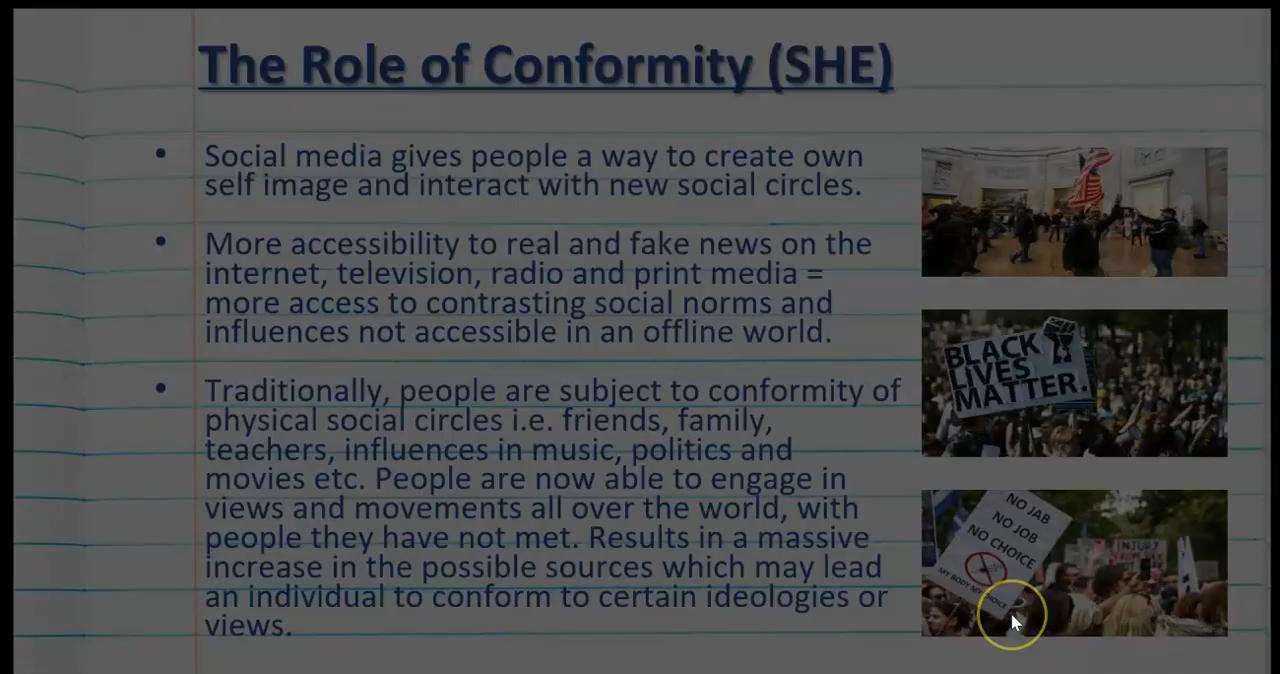 The Role of Conformity (SHE)
• Social media gives people a way to create own
self image and interact with new social circles.
• More accessibility to real and fake news on the
internet, television, radio and print media =
more access to contrasting social norms and
influences not accessible in an offline world.
• Traditionally, people are subject to conformity of
physical social circles i.e. friends, family,
teachers, influences in music, politics and
movies etc. People are now able to engage in
views and movements all over the world, with
people they have not met. Results in a massive
increase in the possible sources which may lead
an individual to conform to certain ideologies or
views.
BLACK
LIVES
MATTER.
NO JAB
NO JOB
NO CHOICE
MY BODY MY CHOICE
INJURY